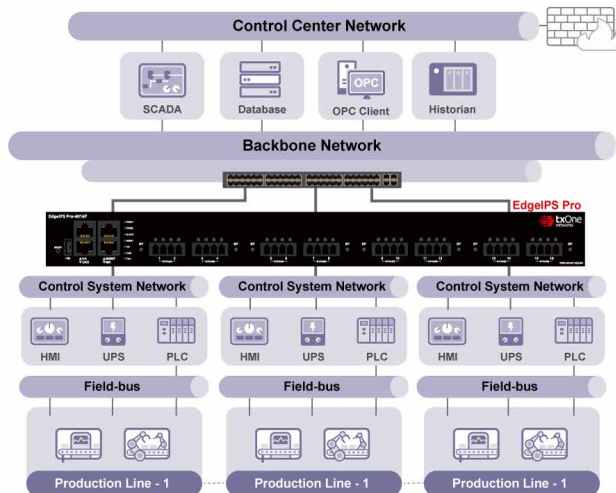 Control Center Network
SCADA
Database
OPC
OPC Client
Historian
Backbone Network
EdgeIPS Pro
txOne
networks
Control System Network
Control System Network
Control System Network
HMI
UPS
PLC
HMI
UPS
PLC
HMI
UPS
PLC
Field-bus
Field-bus
Field-bus
Production Line - 1
Production Line - 1
Production Line - 1